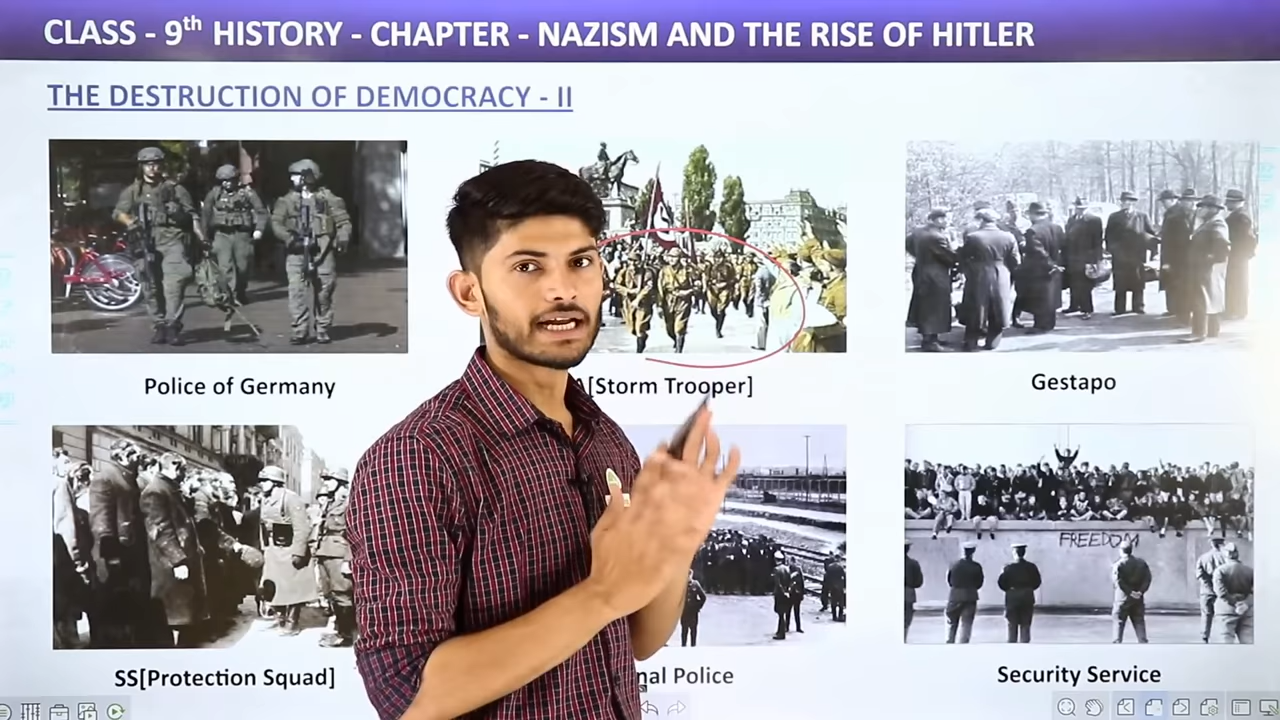 CLASS - 9th HISTORY - CHAPTER - NAZISM AND THE RISE OF HITLER
THE DESTRUCTION OF DEMOCRACY - II
Police of Germany
[Storm Trooper]
Gestapo
FREEDOM
SS[Protection Squad]
Police
Security Service